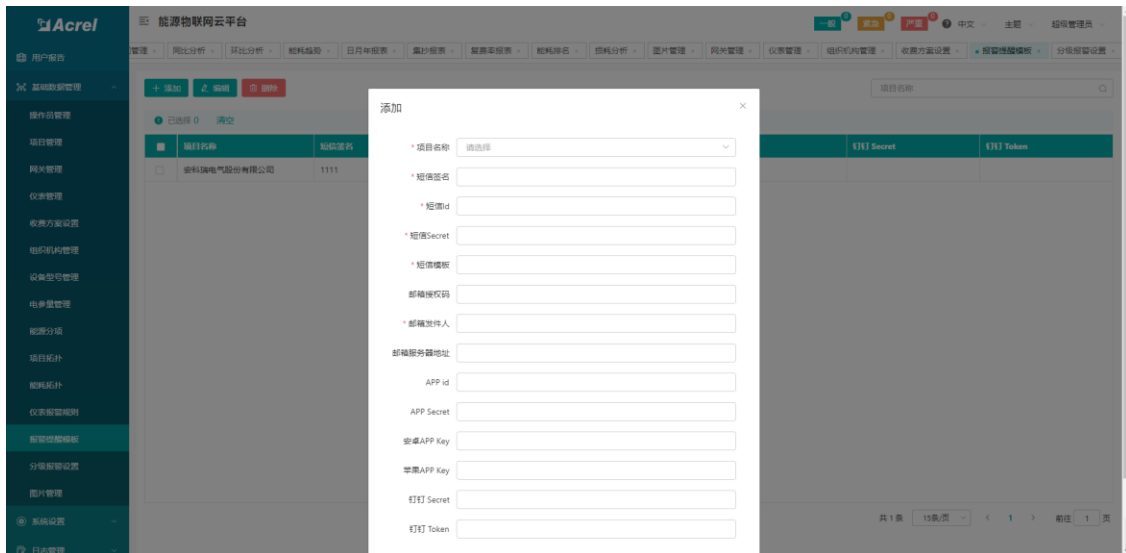 Acrel
能源物联网云平台
一般 0 紧急 0 严重 0 中文 主题 超级管理员
管理 同比分析 环比分析 能耗趋势 日月年报表 集抄报表 复费率报表 能耗排名 损耗分析 图片管理 网关管理 仪表管理 组织机构管理 收费方案设置 报警提醒模板 分级报警设置
用户报告
基础数据管理
操作员管理
项目管理
网关管理
仪表管理
收费方案设置
组织机构管理
设备型号管理
电参量管理
能源分项
项目拓扑
能耗拓扑
仪表报警规则
报警提醒模板
分级报警设置
图片管理
系统设置
日志管理
+ 添加 编辑 删除
项目名称
已选择 0 清空
项目名称 短信签名 钉钉 Secret 钉钉 Token
安科瑞电气股份有限公司 1111
添加 ×
* 项目名称 请选择
* 短信签名
* 短信Id
* 短信Secret
* 短信模板
邮箱授权码
* 邮箱发件人
邮箱服务器地址
APP id
APP Secret
安卓APP Key
苹果APP Key
钉钉 Secret
钉钉 Token
共 1 条 15条/页 < 1 > 前往 1 页